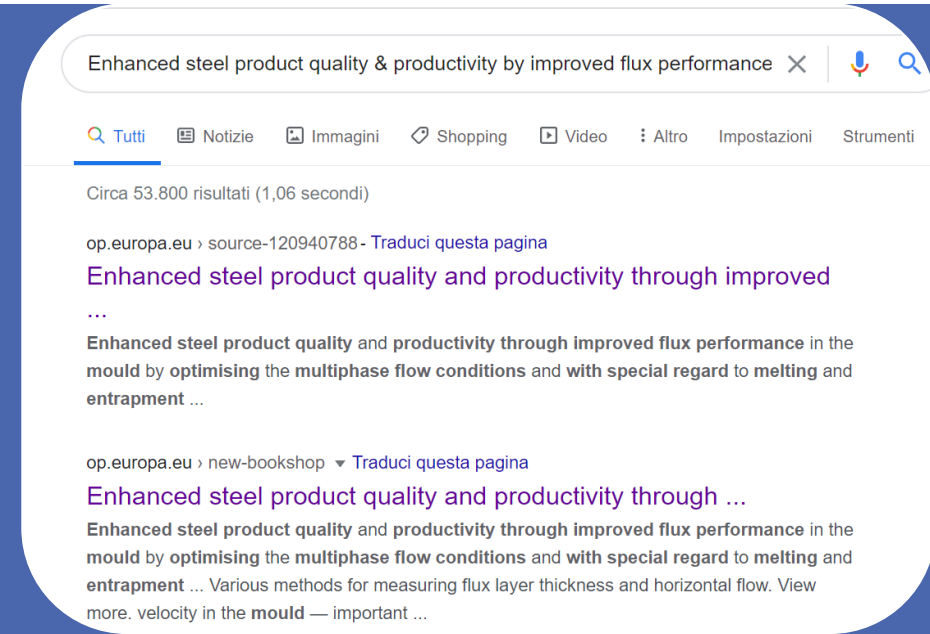 Enhanced steel product quality & productivity by improved flux performance
Tutti Notizie Immagini Shopping Video Altro Impostazioni Strumenti
Circa 53.800 risultati (1,06 secondi)
op.europa.eu › source-120940788 - Traduci questa pagina
Enhanced steel product quality and productivity through improved
...
Enhanced steel product quality and productivity through improved flux performance in the
mould by optimising the multiphase flow conditions and with special regard to melting and
entrapment ...
op.europa.eu › new-bookshop ▼ Traduci questa pagina
Enhanced steel product quality and productivity through ...
Enhanced steel product quality and productivity through improved flux performance in the
mould by optimising the multiphase flow conditions and with special regard to melting and
entrapment ... Various methods for measuring flux layer thickness and horizontal flow. View
more. velocity in the mould — important ...